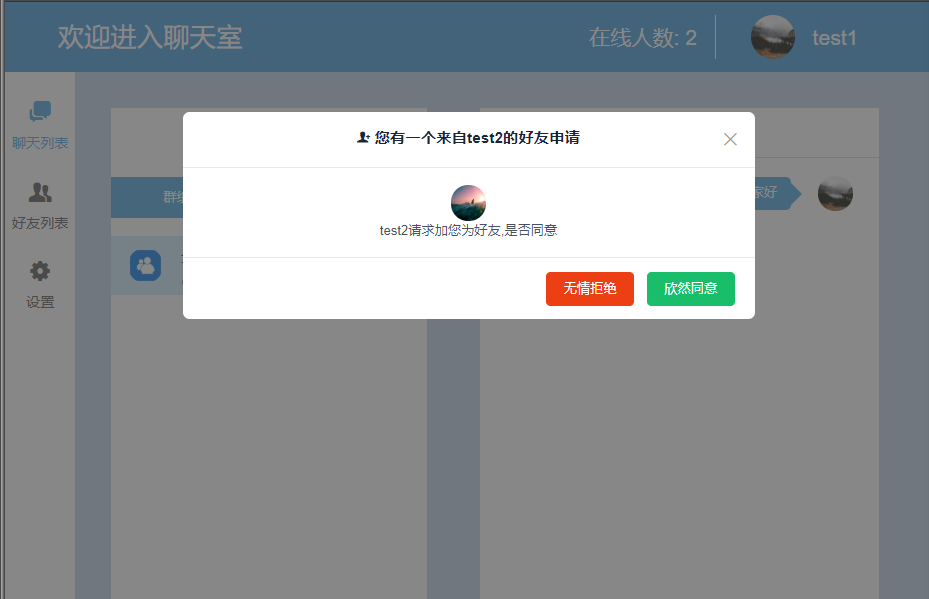 欢迎进入聊天室
在线人数: 2
test1
聊天列表
好友列表
设置
您有一个来自test2的好友申请
test2请求加您为好友,是否同意
无情拒绝
欣然同意
群
家好